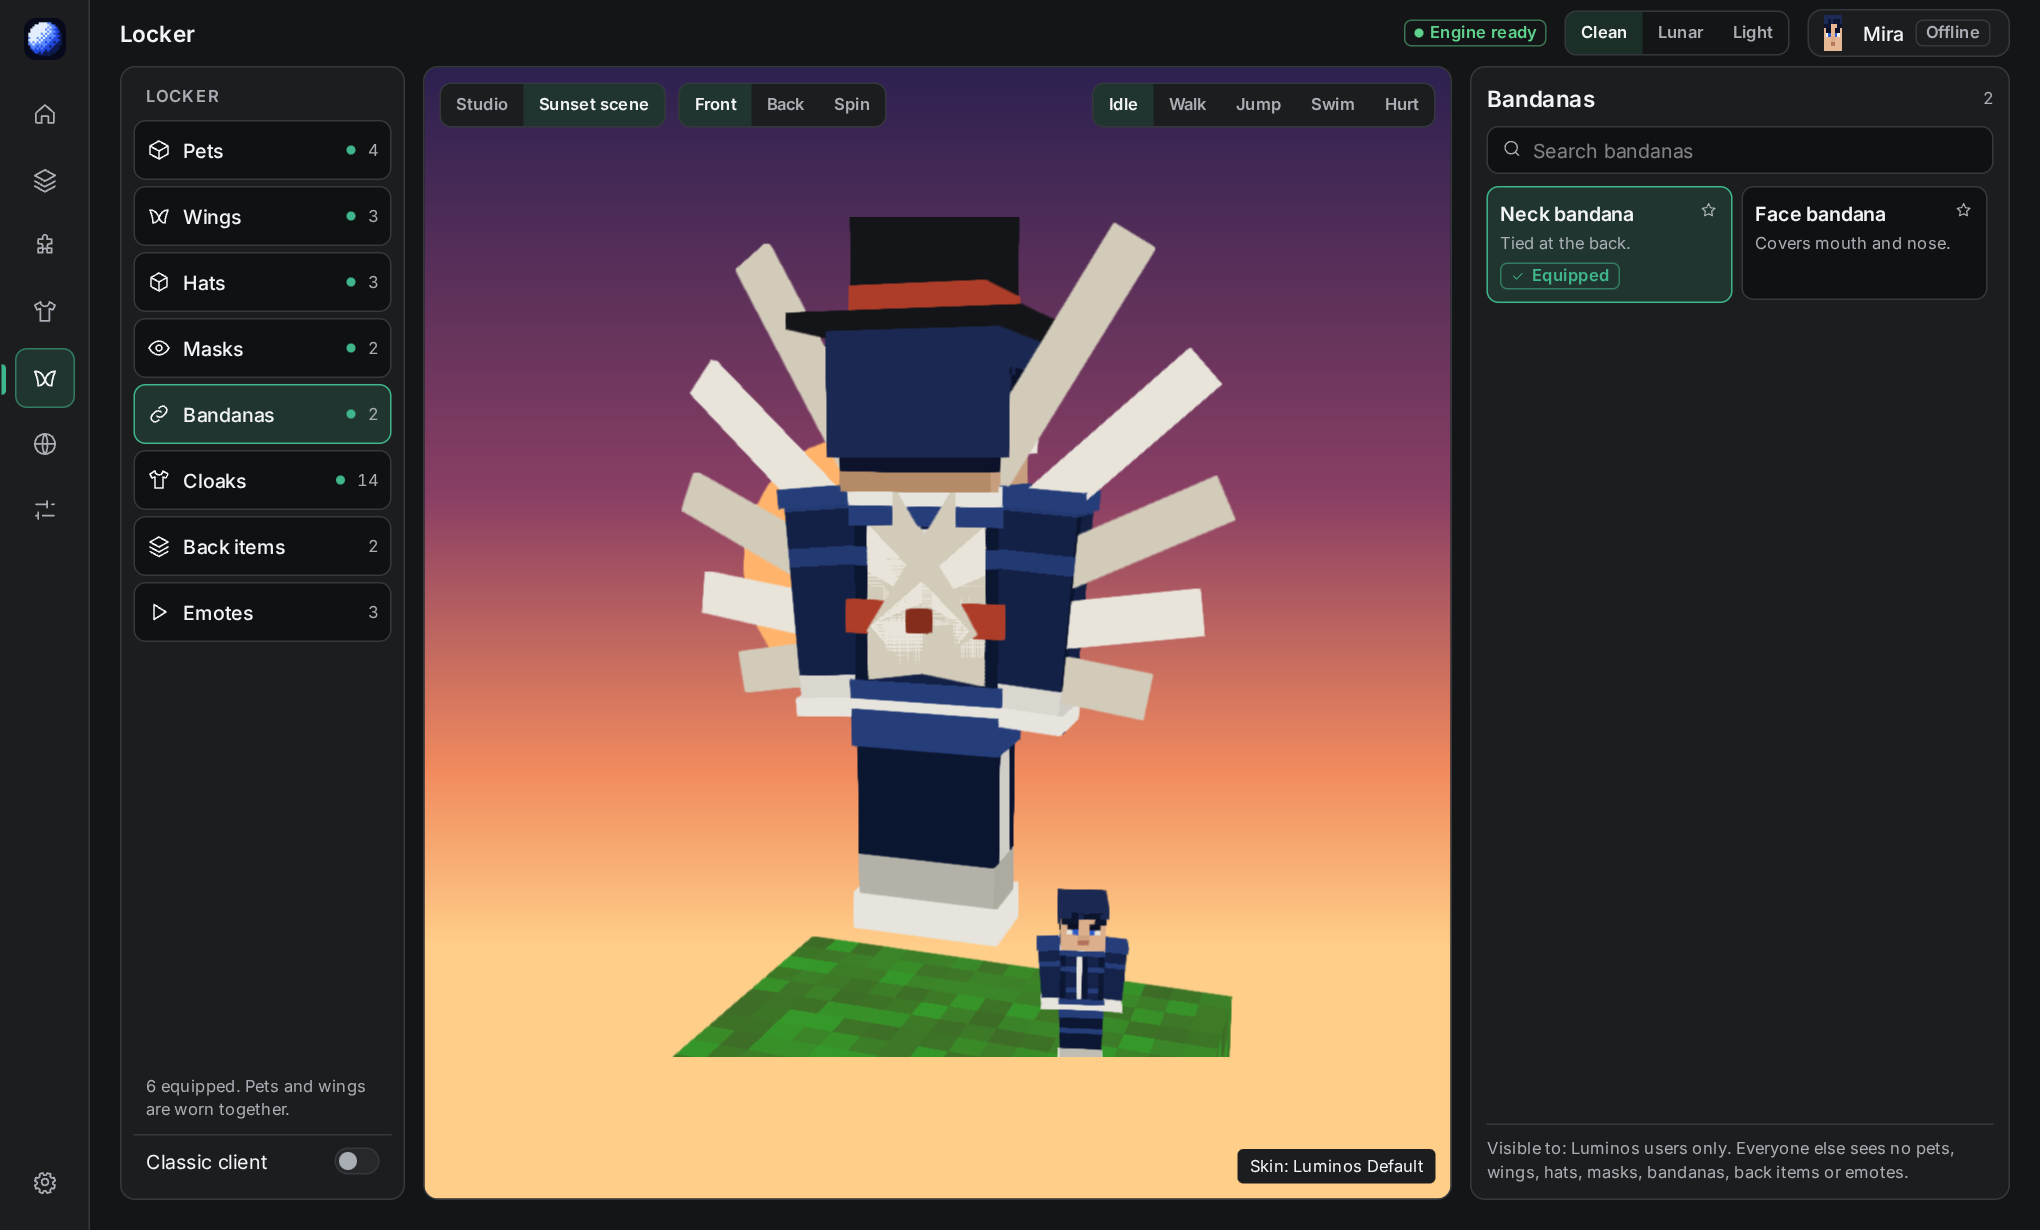 Locker
Engine ready
Clean
Lunar
Light
Mira
Offline
LOCKER
Pets
4
Wings
3
Hats
3
Masks
2
Bandanas
2
Cloaks
14
Back items
2
Emotes
3
6 equipped. Pets and wings
are worn together.
Classic client
Studio
Sunset scene
Front
Back
Spin
Idle
Walk
Jump
Swim
Hurt
Skin: Luminos Default
Bandanas
2
Search bandanas
Neck bandana
Tied at the back.
Equipped
Face bandana
Covers mouth and nose.
Visible to: Luminos users only. Everyone else sees no pets,
wings, hats, masks, bandanas, back items or emotes.